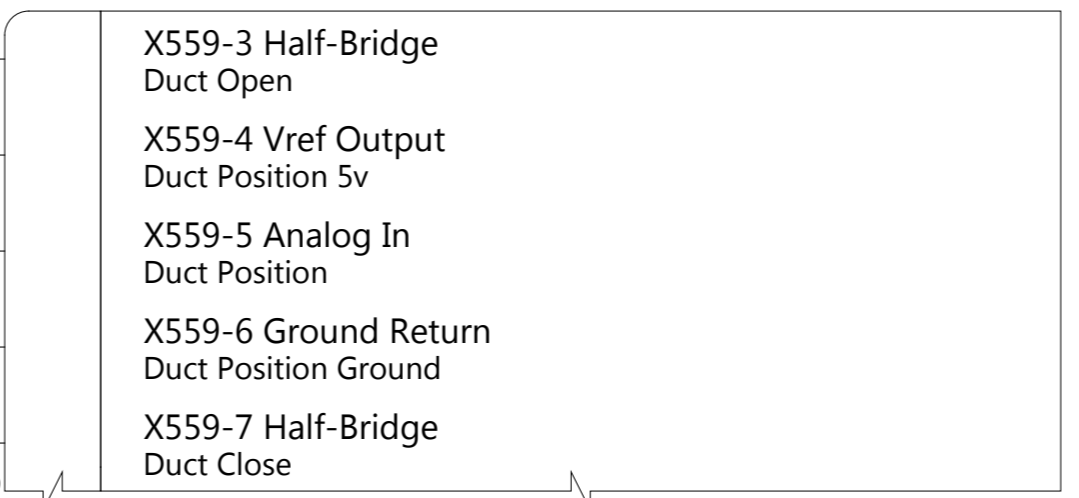 X559-3 Half-Bridge
Duct Open
X559-4 Vref Output
Duct Position 5v
X559-5 Analog In
Duct Position
X559-6 Ground Return
Duct Position Ground
X559-7 Half-Bridge
Duct Close